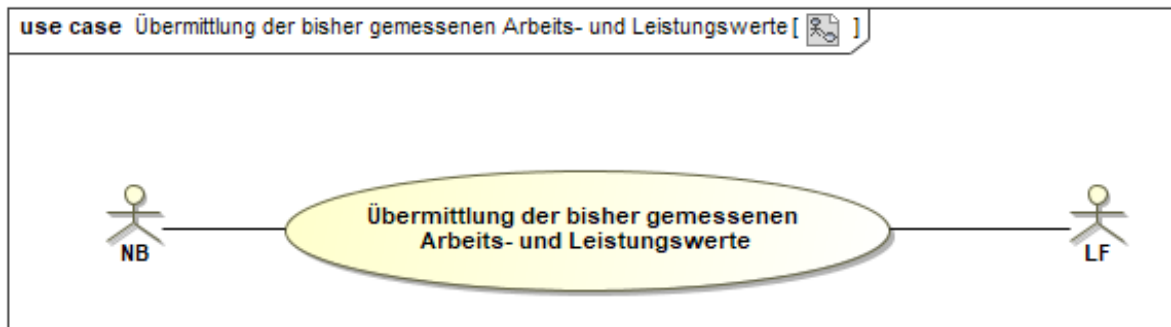 use case Übermittlung der bisher gemessenen Arbeits- und Leistungswerte [ ]
Übermittlung der bisher gemessenen
Arbeits- und Leistungswerte
NB
LF